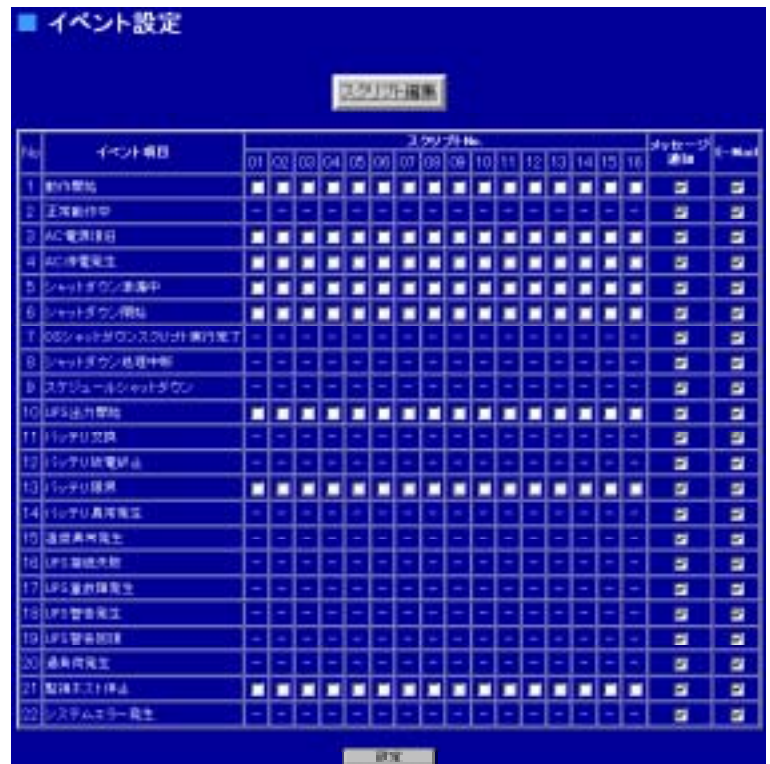 イベント設定
スクリプト編集
No イベント項目 スクリプトNo. メッセージ通知 E-Mail
01 02 03 04 05 06 07 08 09 10 11 12 13 14 15 16
1 動作開始
2 正常動作中 - - - - - - - - - - - - - - - -
3 AC電源復旧
4 AC停電発生
5 シャットダウン準備中
6 シャットダウン開始
7 OSシャットダウンスクリプト実行完了 - - - - - - - - - - - - - - - -
8 シャットダウン処理中断 - - - - - - - - - - - - - - - -
9 スケジュールシャットダウン - - - - - - - - - - - - - - - -
10 UPS出力開始
11 バッテリ交換 - - - - - - - - - - - - - - - -
12 バッテリ放電終止 - - - - - - - - - - - - - - - -
13 バッテリ限界
14 バッテリ異常発生 - - - - - - - - - - - - - - - -
15 温度異常発生 - - - - - - - - - - - - - - - -
16 UPS接続失敗 - - - - - - - - - - - - - - - -
17 UPS重故障発生 - - - - - - - - - - - - - - - -
18 UPS警告発生 - - - - - - - - - - - - - - - -
19 UPS警告回復 - - - - - - - - - - - - - - - -
20 過負荷発生 - - - - - - - - - - - - - - - -
21 監視ホスト停止
22 システムエラー発生 - - - - - - - - - - - - - - - -
設定